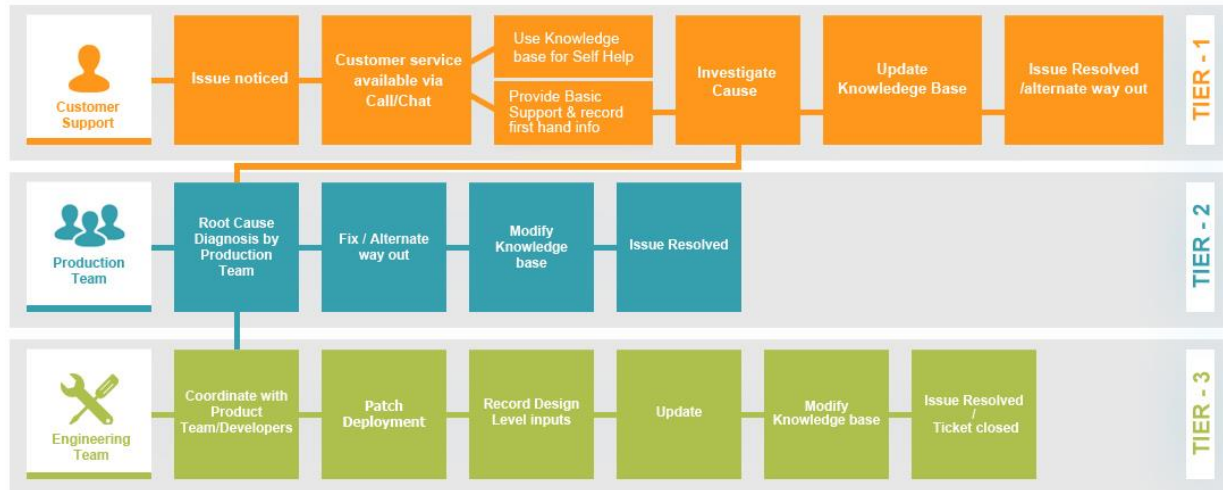 Customer
Support
Issue noticed
Customer service
available via
Call/Chat
Use Knowledge
base for Self Help
Provide Basic
Support & record
first hand info
Investigate
Cause
Update
Knowledege Base
Issue Resolved
/alternate way out
TIER - 1
Production
Team
Root Cause
Diagnosis by
Production
Team
Fix / Alternate
way out
Modify
Knowledge
base
Issue Resolved
TIER - 2
Engineering
Team
Coordinate with
Product
Team/Developers
Patch
Deployment
Record Design
Level inputs
Update
Modify
Knowledge base
Issue Resolved
/
Ticket closed
TIER - 3